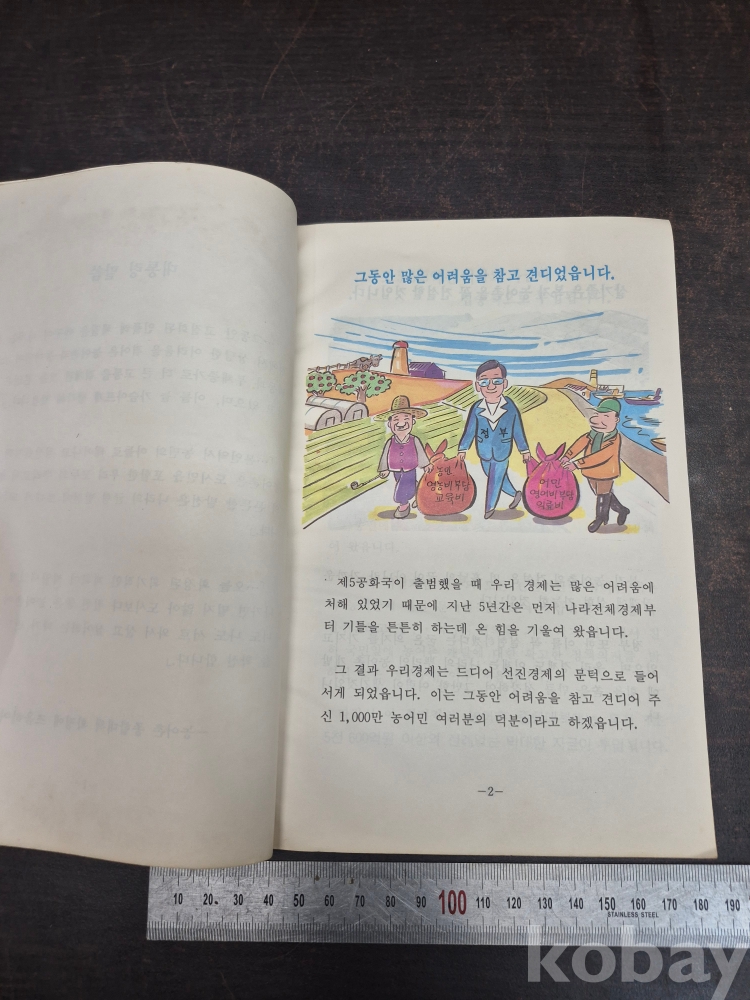 그동안 많은 어려움을 참고 견디었읍니다.
정 부
농민
영농비부담
교육비
어민
영어비부담
의료비
제5공화국이 출범했을 때 우리 경제는 많은 어려움에
처해 있었기 때문에 지난 5년간은 먼저 나라전체경제부
터 기틀을 튼튼히 하는데 온 힘을 기울여 왔읍니다.
그 결과 우리경제는 드디어 선진경제의 문턱으로 들어
서게 되었읍니다. 이는 그동안 어려움을 참고 견디어 주
신 1,000만 농어민 여러분의 덕분이라고 하겠읍니다.
－2－
10 20 30 40 50 60 70 80 90 100 110 120 130 140 150 160 170 180 190
STAINLESS STEEL
kobay